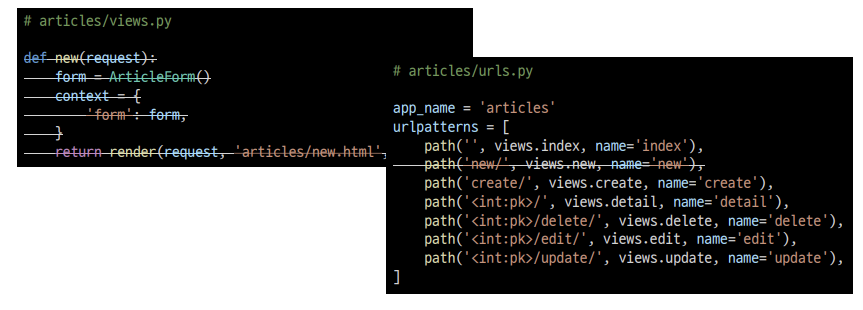 # articles/views.py
def new(request):
    form = ArticleForm()
    context = {
        'form': form,
    }
    return render(request, 'articles/new.html',
# articles/urls.py
app_name = 'articles'
urlpatterns = [
    path('', views.index, name='index'),
    path('new/', views.new, name='new'),
    path('create/', views.create, name='create'),
    path('<int:pk>/', views.detail, name='detail'),
    path('<int:pk>/delete/', views.delete, name='delete'),
    path('<int:pk>/edit/', views.edit, name='edit'),
    path('<int:pk>/update/', views.update, name='update'),
]